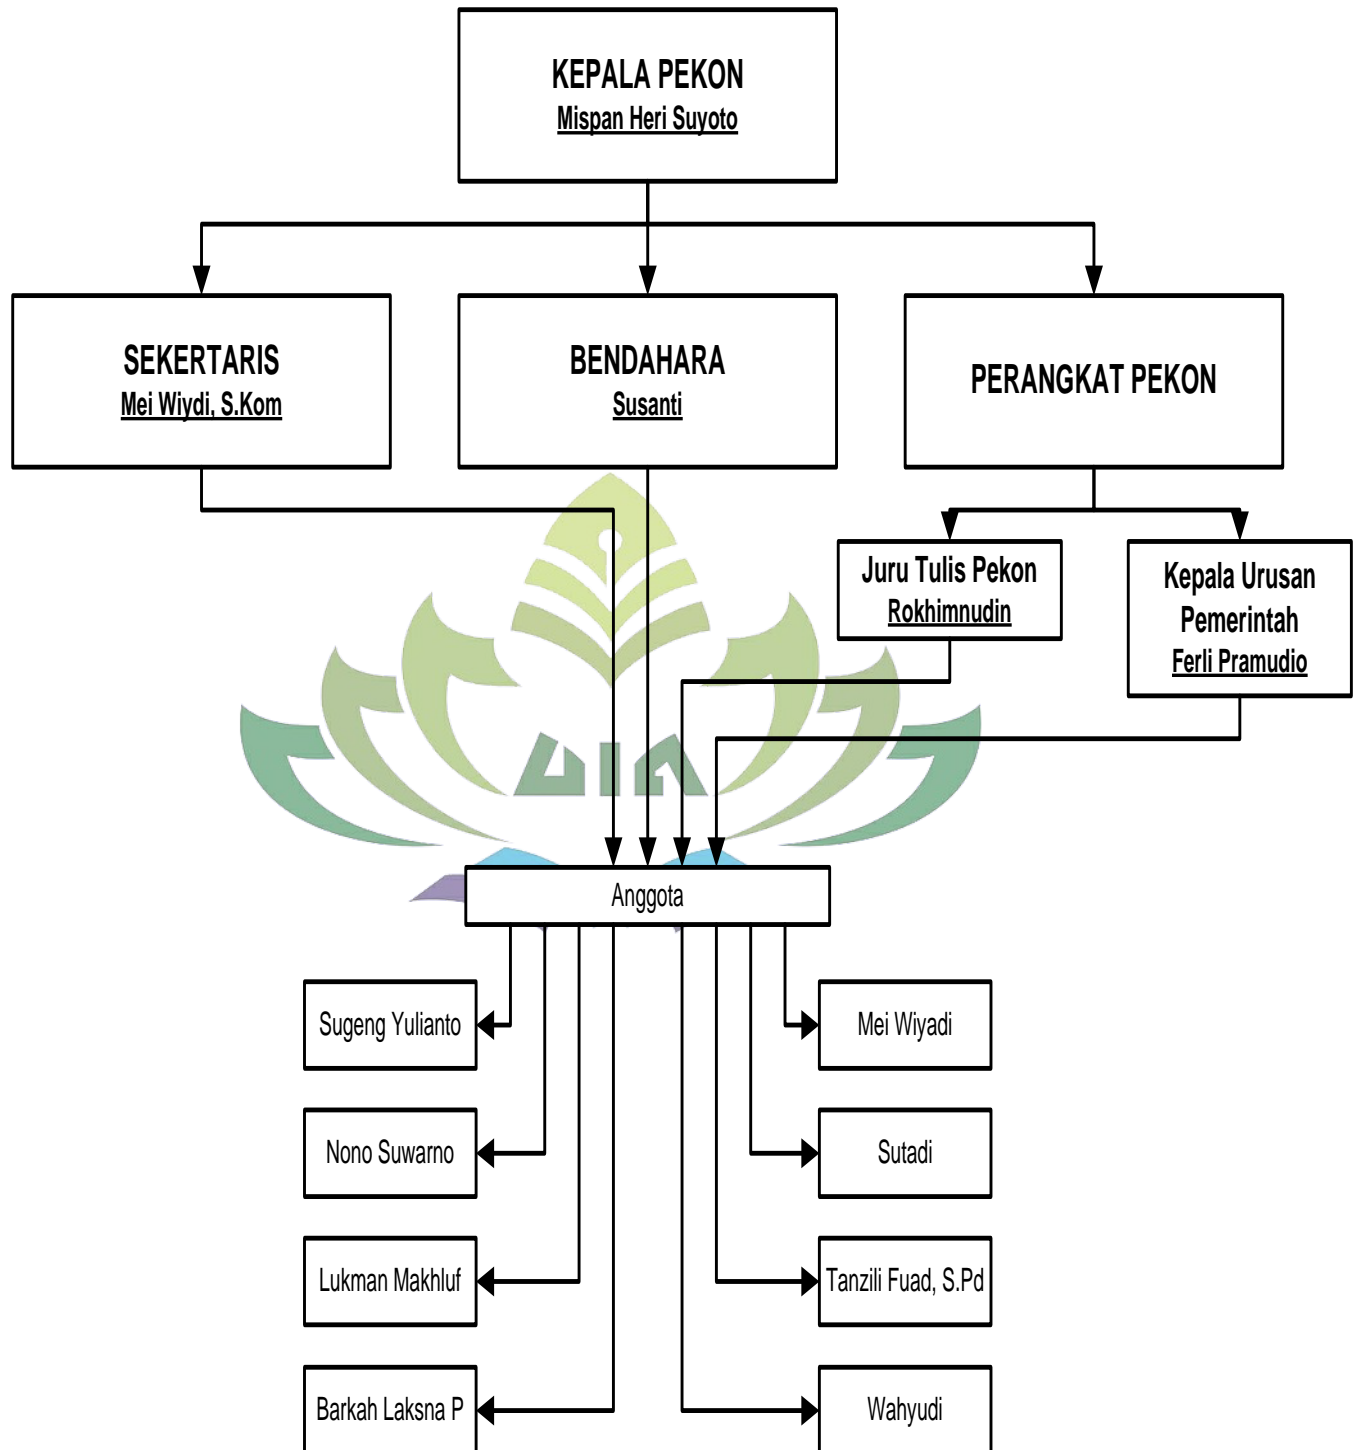 KEPALA PEKON
Mispan Heri Suyoto
SEKERTARIS
Mei Wiydi, S.Kom
BENDAHARA
Susanti
PERANGKAT PEKON
Juru Tulis Pekon
Rokhimnudin
Kepala Urusan
Pemerintah
Ferli Pramudio
UIN
Anggota
Sugeng Yulianto
Mei Wiyadi
Nono Suwarno
Sutadi
Lukman Makhluf
Tanzili Fuad, S.Pd
Barkah Laksna P
Wahyudi